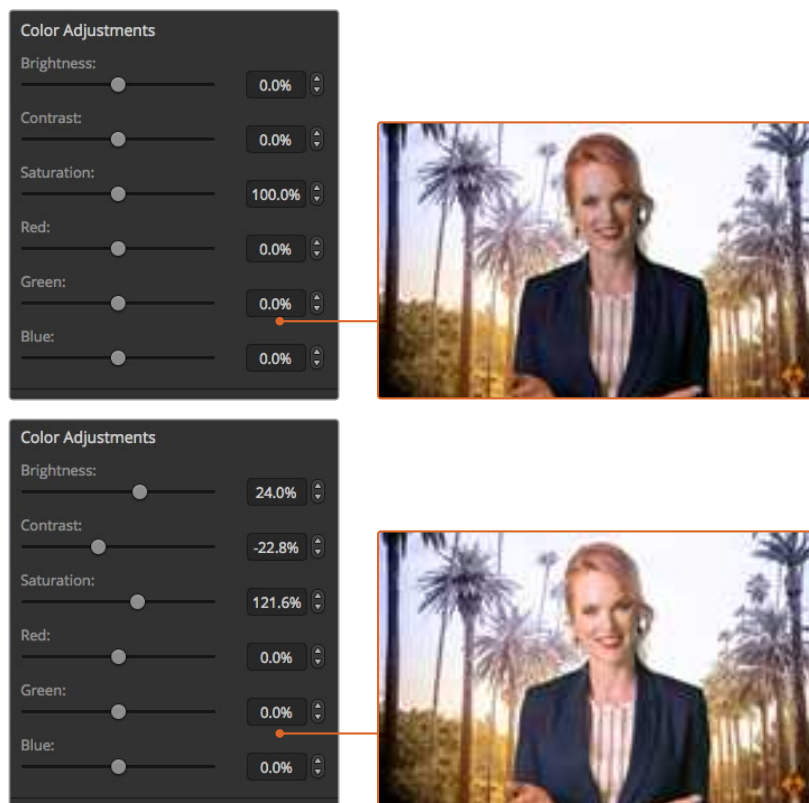 Color Adjustments
Brightness:
0.0%
Contrast:
0.0%
Saturation:
100.0%
Red:
0.0%
Green:
0.0%
Blue:
0.0%
Color Adjustments
Brightness:
24.0%
Contrast:
-22.8%
Saturation:
121.6%
Red:
0.0%
Green:
0.0%
Blue:
0.0%